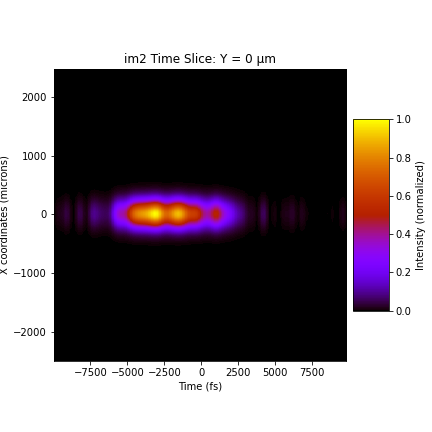 im2 Time Slice: Y = 0 μm
X coordinates (microns)
2000
1000
0
−1000
−2000
−7500 −5000 −2500 0 2500 5000 7500
Time (fs)
1.0
0.8
0.6
0.4
0.2
0.0
Intensity (normalized)